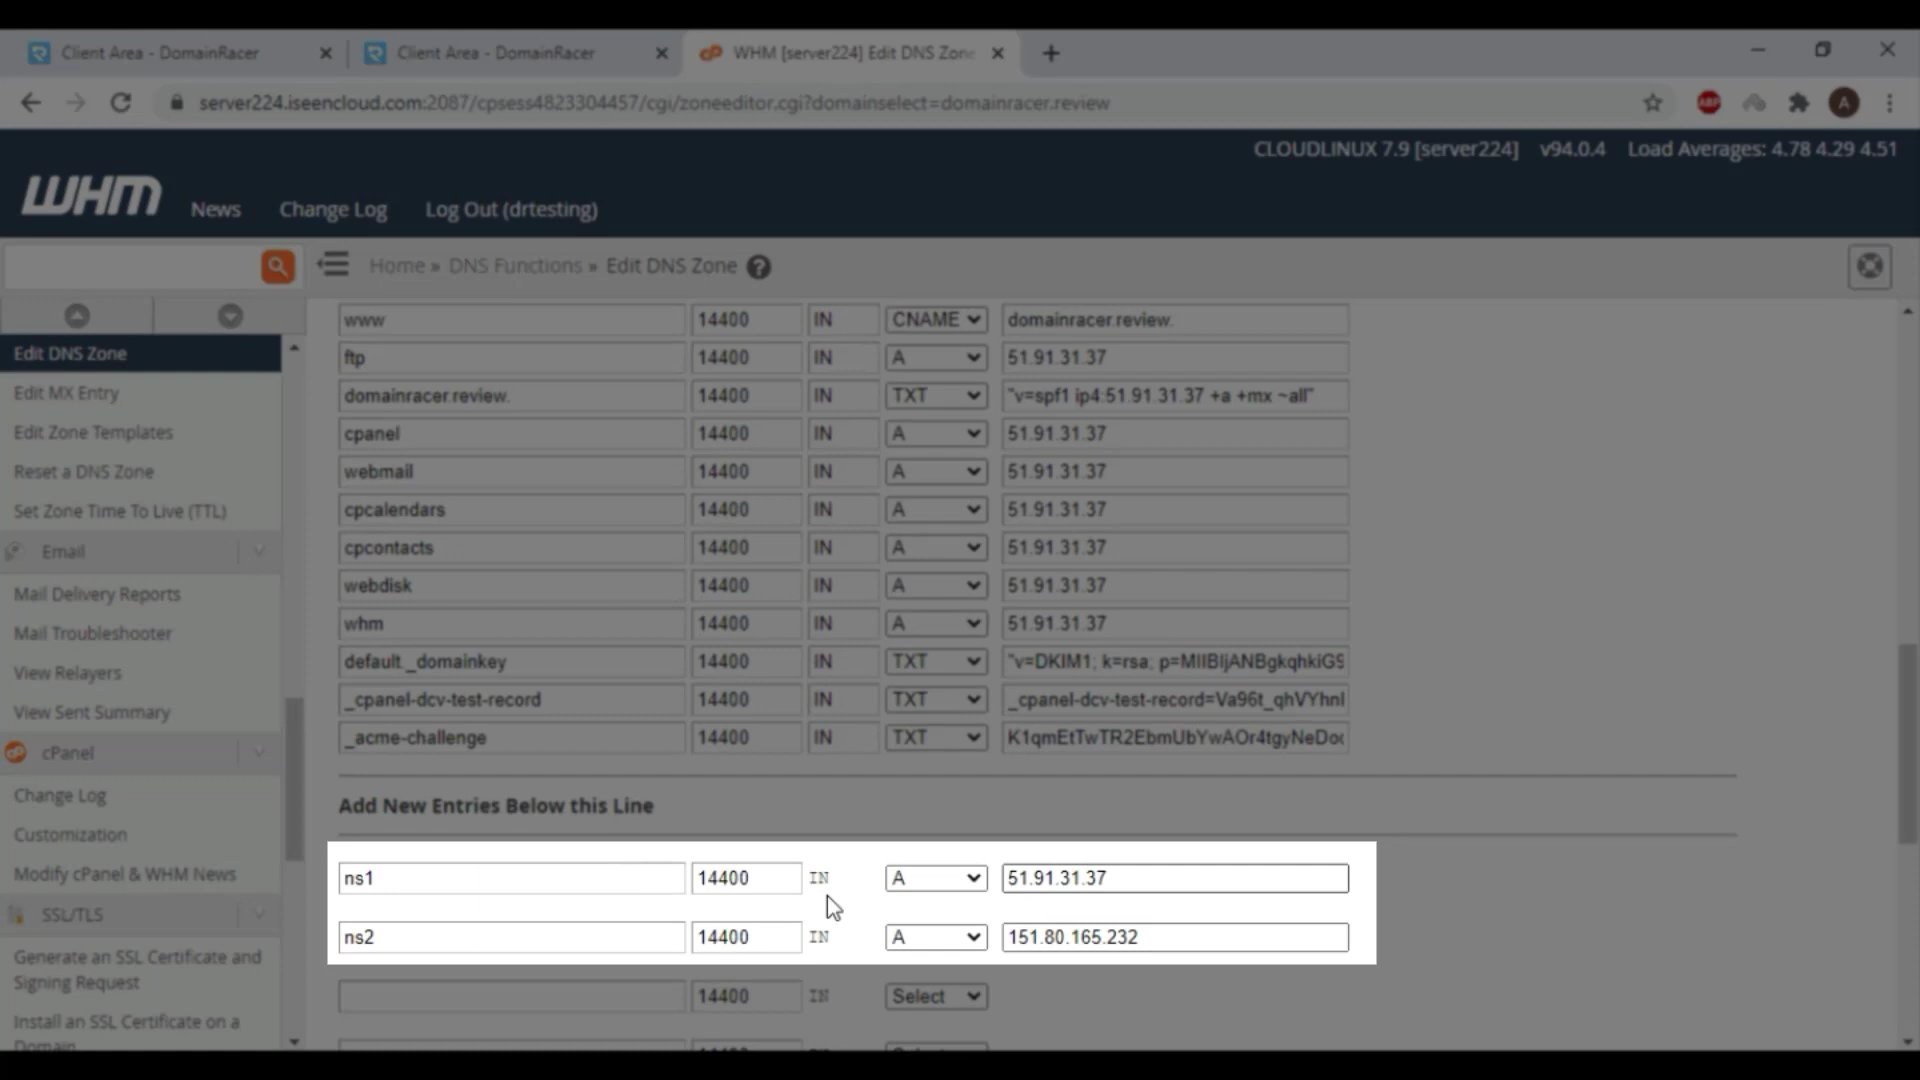 Client Area - DomainRacer
Client Area - DomainRacer
WHM [server224] Edit DNS Zone
server224.iseencloud.com:2087/cpsess4823304457/cgi/zoneeditor.cgi?domainselect=domainracer.review
ABP
A
CLOUDLINUX 7.9 [server224] v94.0.4 Load Averages: 4.78 4.29 4.51
WHM News Change Log Log Out (drtesting)
Home » DNS Functions » Edit DNS Zone
Edit DNS Zone
Edit MX Entry
Edit Zone Templates
Reset a DNS Zone
Set Zone Time To Live (TTL)
Email
Mail Delivery Reports
Mail Troubleshooter
View Relayers
View Sent Summary
cPanel
Change Log
Customization
Modify cPanel & WHM News
SSL/TLS
Generate an SSL Certificate and
Signing Request
Install an SSL Certificate on a
Domain
www 14400 IN CNAME domainracer.review.
ftp 14400 IN A 51.91.31.37
domainracer.review. 14400 IN TXT "v=spf1 ip4:51.91.31.37 +a +mx ~all"
cpanel 14400 IN A 51.91.31.37
webmail 14400 IN A 51.91.31.37
cpcalendars 14400 IN A 51.91.31.37
cpcontacts 14400 IN A 51.91.31.37
webdisk 14400 IN A 51.91.31.37
whm 14400 IN A 51.91.31.37
default._domainkey 14400 IN TXT "v=DKIM1; k=rsa; p=MIIBIjANBgkqhkiG9
_cpanel-dcv-test-record 14400 IN TXT _cpanel-dcv-test-record=Va96t_qhVYhnl
_acme-challenge 14400 IN TXT K1qmEtTwTR2EbmUbYwAOr4tgyNeDoc
Add New Entries Below this Line
ns1 14400 IN A 51.91.31.37
ns2 14400 IN A 151.80.165.232
14400 IN Select